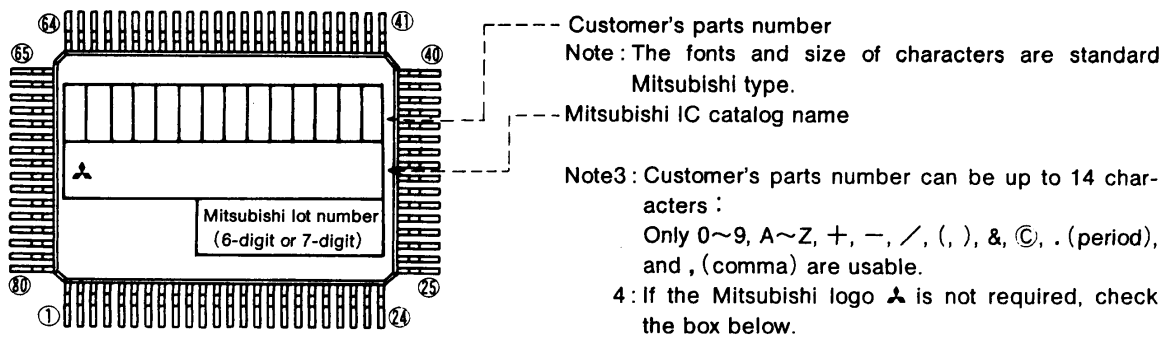 64 41
65 40
80 25
1 24
Mitsubishi lot number
(6-digit or 7-digit)
Customer's parts number
Note : The fonts and size of characters are standard
Mitsubishi type.
Mitsubishi IC catalog name
Note3 : Customer's parts number can be up to 14 char-
acters :
Only 0~9, A~Z, +, −, /, (, ), &, Ⓒ, . (period),
and , (comma) are usable.
4 : If the Mitsubishi logo is not required, check
the box below.